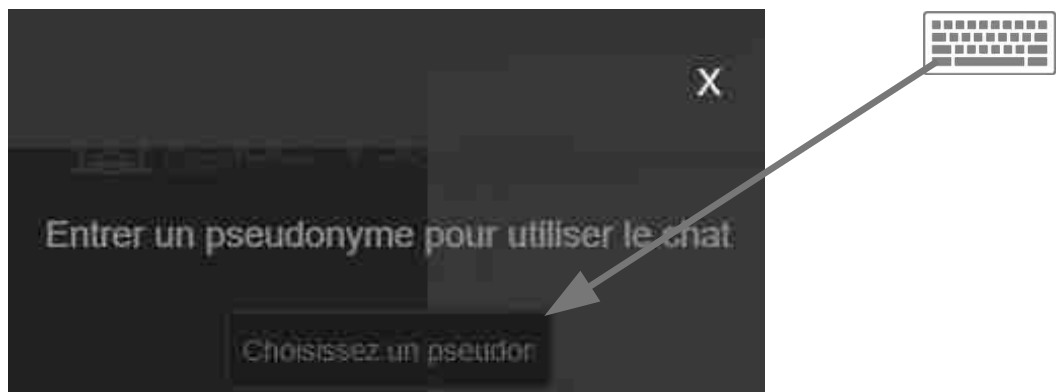 X
Entrer un pseudonyme pour utiliser le chat
Choisissez un pseudon